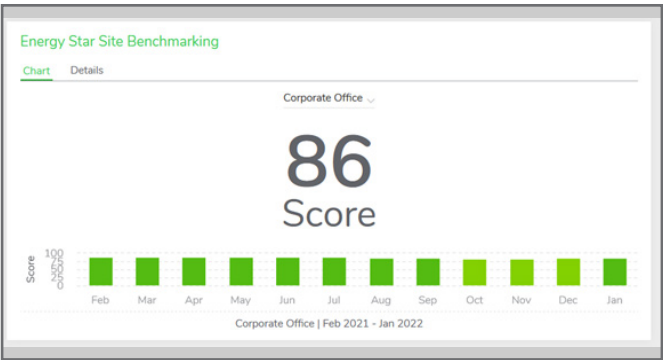 Energy Star Site Benchmarking
Chart Details
Corporate Office
86
Score
Score
100
75
50
25
0
Feb Mar Apr May Jun Jul Aug Sep Oct Nov Dec Jan
Corporate Office | Feb 2021 - Jan 2022